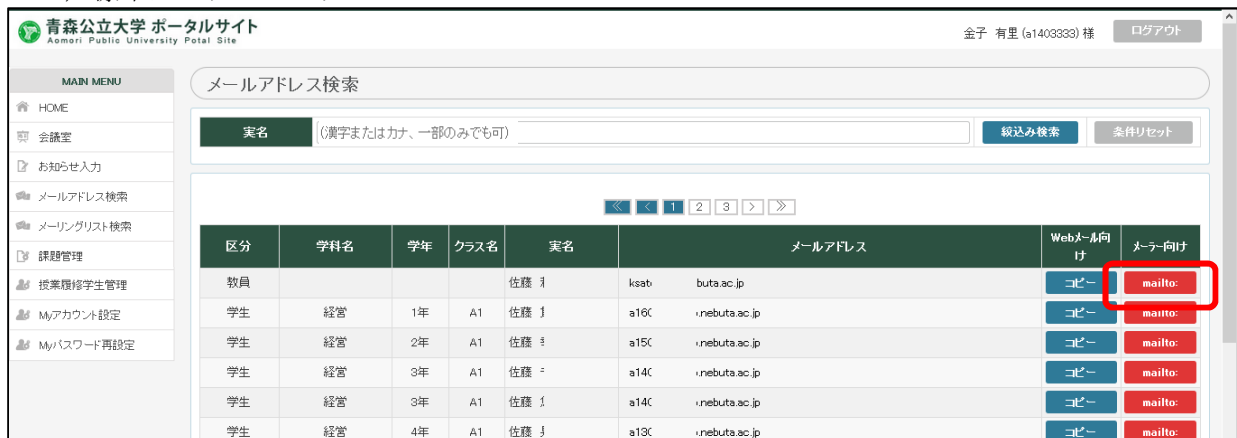 青森公立大学 ポータルサイト
Aomori Public University Potal Site
金子 有里(a1403333)様 ログアウト
MAIN MENU
HOME
会議室
お知らせ入力
メールアドレス検索
メーリングリスト検索
課題管理
授業履修学生管理
Myアカウント設定
Myパスワード再設定
メールアドレス検索
実名 (漢字またはカナ、一部のみでも可) 絞込み検索 条件リセット
≪ < 1 2 3 > ≫
区分 学科名 学年 クラス名 実名 メールアドレス Webメール向け メーラー向け
教員 佐藤 ksat buta.ac.jp コピー mailto:
学生 経営 1年 A1 佐藤 a160 .nebuta.ac.jp コピー mailto:
学生 経営 2年 A1 佐藤 a150 .nebuta.ac.jp コピー mailto:
学生 経営 3年 A1 佐藤 a140 .nebuta.ac.jp コピー mailto:
学生 経営 3年 A1 佐藤 a140 .nebuta.ac.jp コピー mailto:
学生 経営 4年 A1 佐藤 a130 .nebuta.ac.jp コピー mailto: